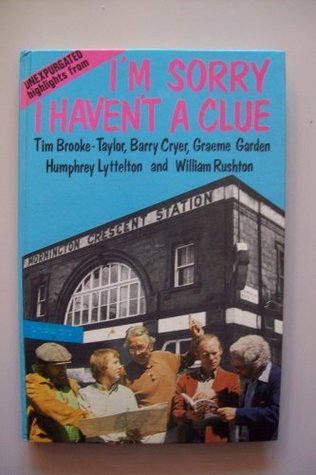 UNEXPURGATED
highlights from
I'M SORRY
I HAVEN'T A CLUE
Tim Brooke-Taylor, Barry Cryer, Graeme Garden
Humphrey Lyttelton and William Rushton
MORNINGTON CRESCENT STATION